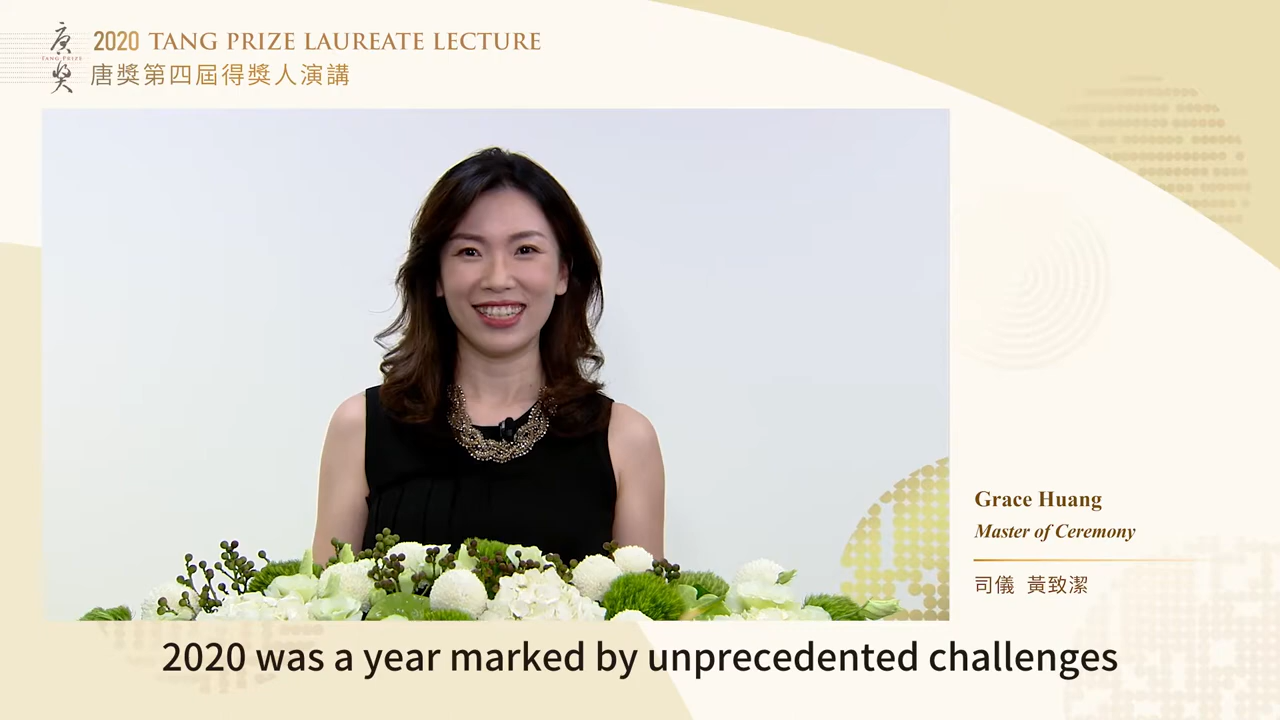 唐獎
TANG PRIZE
2020 TANG PRIZE LAUREATE LECTURE
唐獎第四屆得獎人演講
Grace Huang
Master of Ceremony
司儀 黃致潔
2020 was a year marked by unprecedented challenges